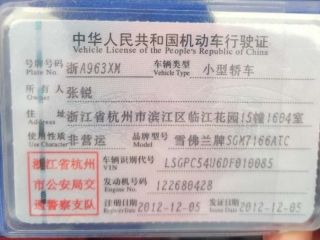 中华人民共和国机动车行驶证
Vehicle License of the People's Republic of China
号牌号码 浙A963XM 车辆类型 小型轿车
Plate No. Vehicle Type
所有人 张锐
Owner
住址 浙江省杭州市滨江区临江花园15幢1604室
Address
使用性质 非营运 品牌型号 雪佛兰牌SGM7166ATC
Use Character Model
浙江省杭州
市公安局交
通警察支队
车辆识别代号 LSGPC54U6DF010085
VIN
发动机号码 122680428
Engine No.
注册日期 2012-12-05 发证日期 2012-12-05
Register Date Issue Date